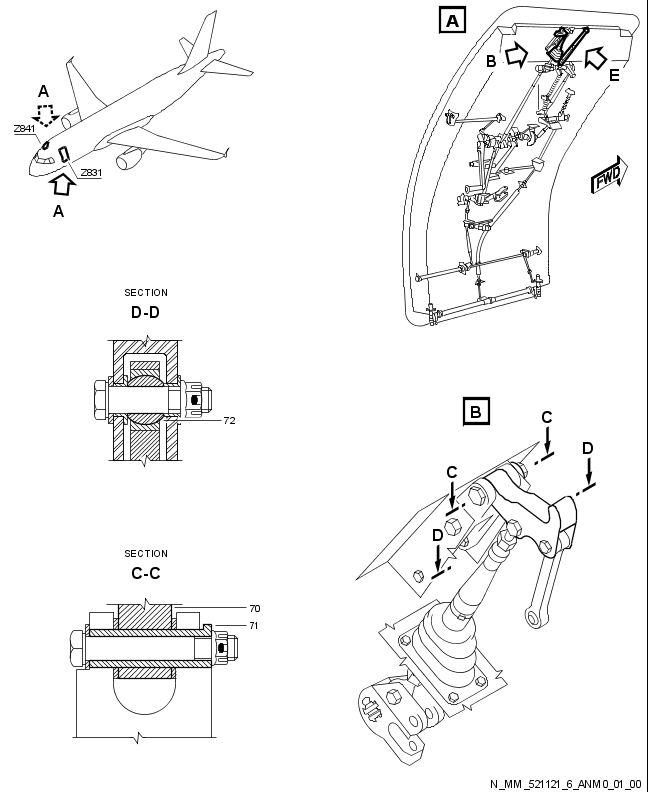 A
Z841
Z831
A
A
B
E
FWD
SECTION
D-D
72
SECTION
C-C
70
71
B
C
D
C
D
N_MM_521121_6_ANM0_01_00